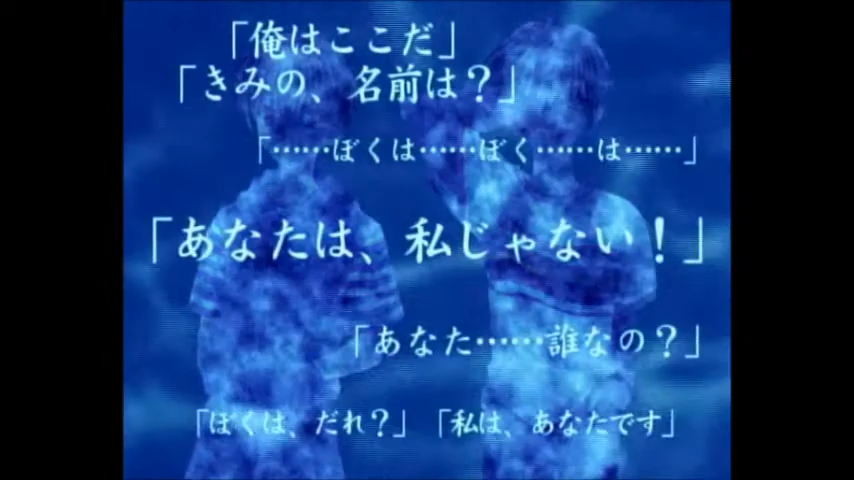 「俺はここだ」
「きみの、名前は？」
「……ぼくは……ぼく……は……」
「あなたは、私じゃない！」
「あなた……誰なの？」
「ぼくは、だれ？」「私は、あなたです」